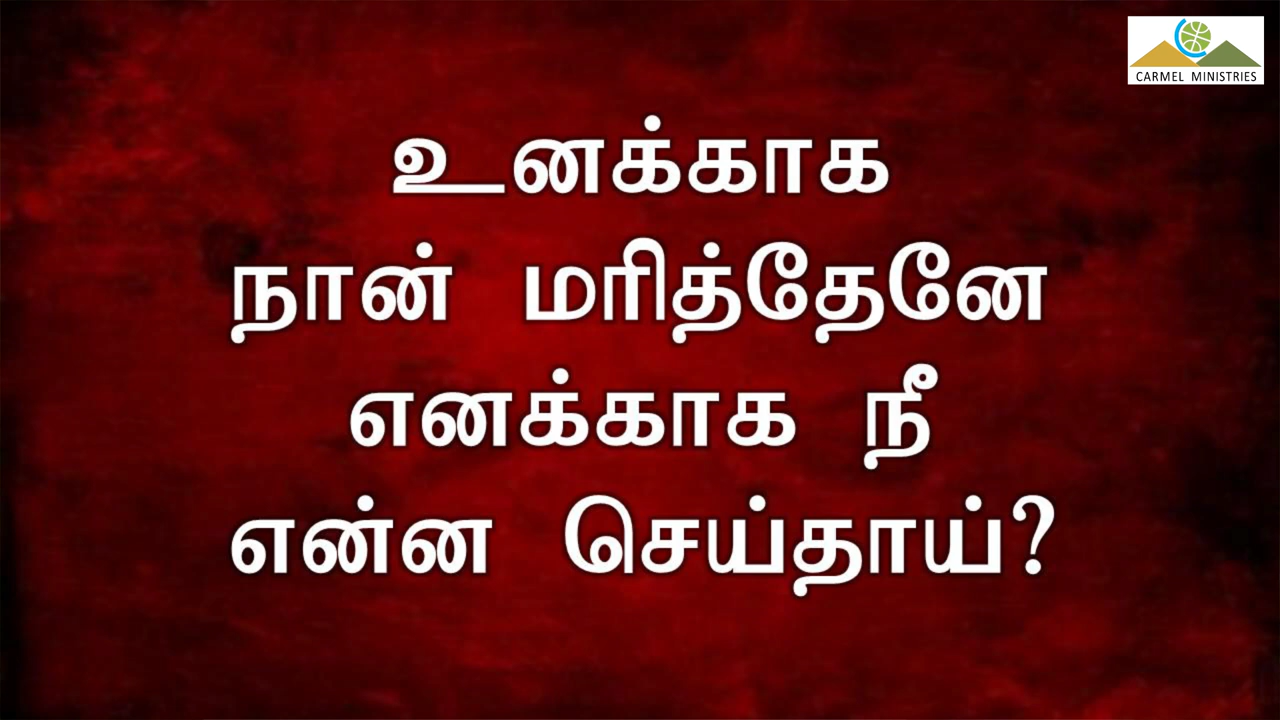 CARMEL MINISTRIES
உனக்காக
நான் மரித்தேனே
எனக்காக நீ
என்ன செய்தாய்?